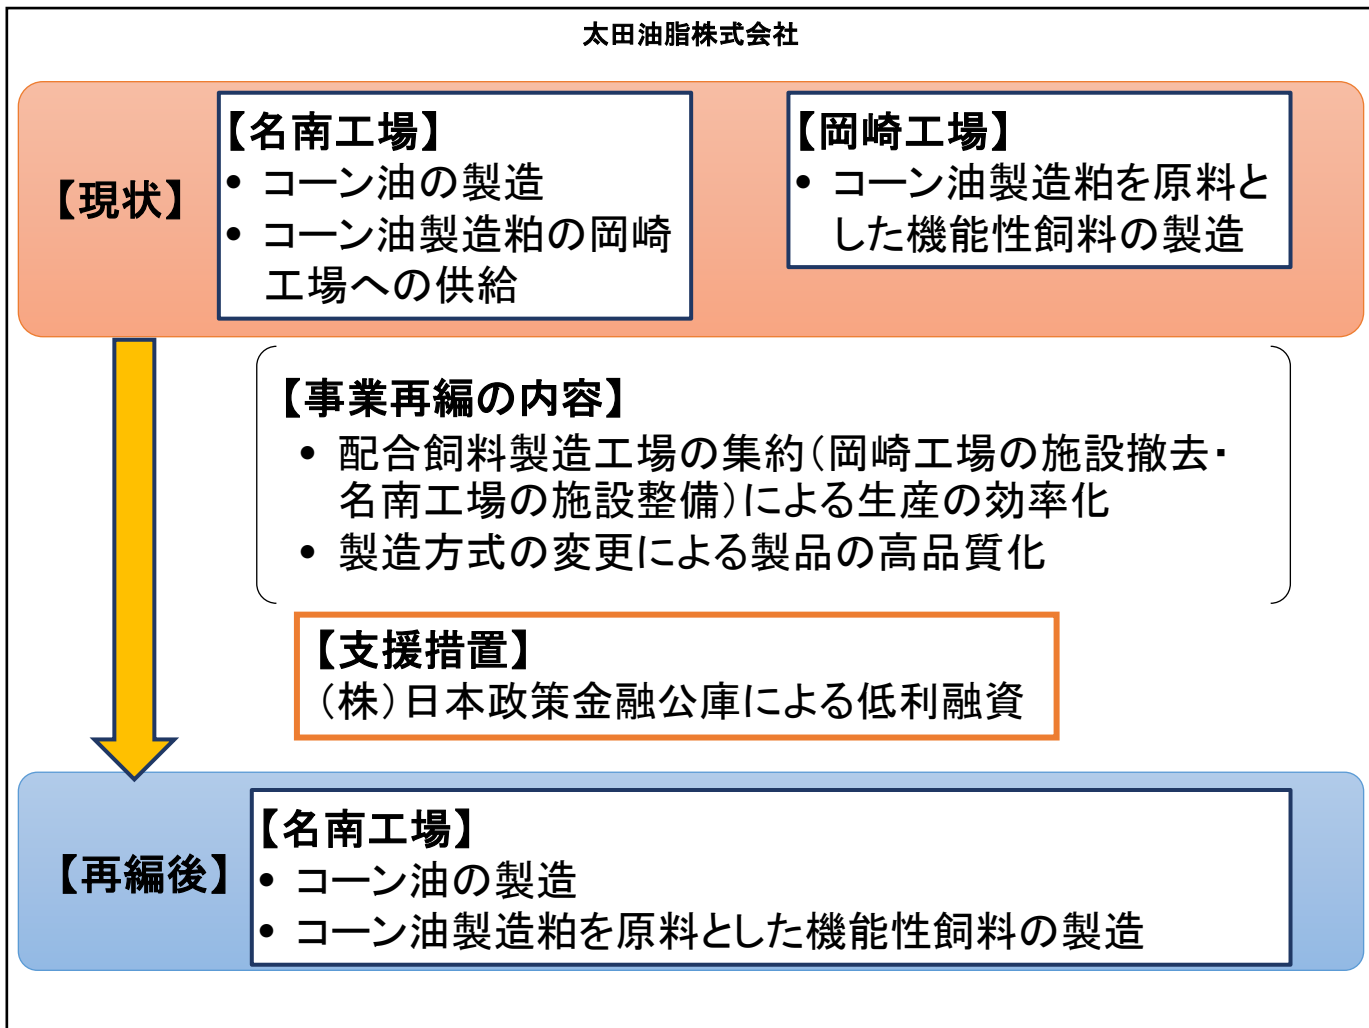 太田油脂株式会社
【現状】
【名南工場】
• コーン油の製造
• コーン油製造粕の岡崎
工場への供給
【岡崎工場】
• コーン油製造粕を原料と
した機能性飼料の製造
【事業再編の内容】
• 配合飼料製造工場の集約（岡崎工場の施設撤去・
名南工場の施設整備）による生産の効率化
• 製造方式の変更による製品の高品質化
【支援措置】
（株）日本政策金融公庫による低利融資
【再編後】
【名南工場】
• コーン油の製造
• コーン油製造粕を原料とした機能性飼料の製造